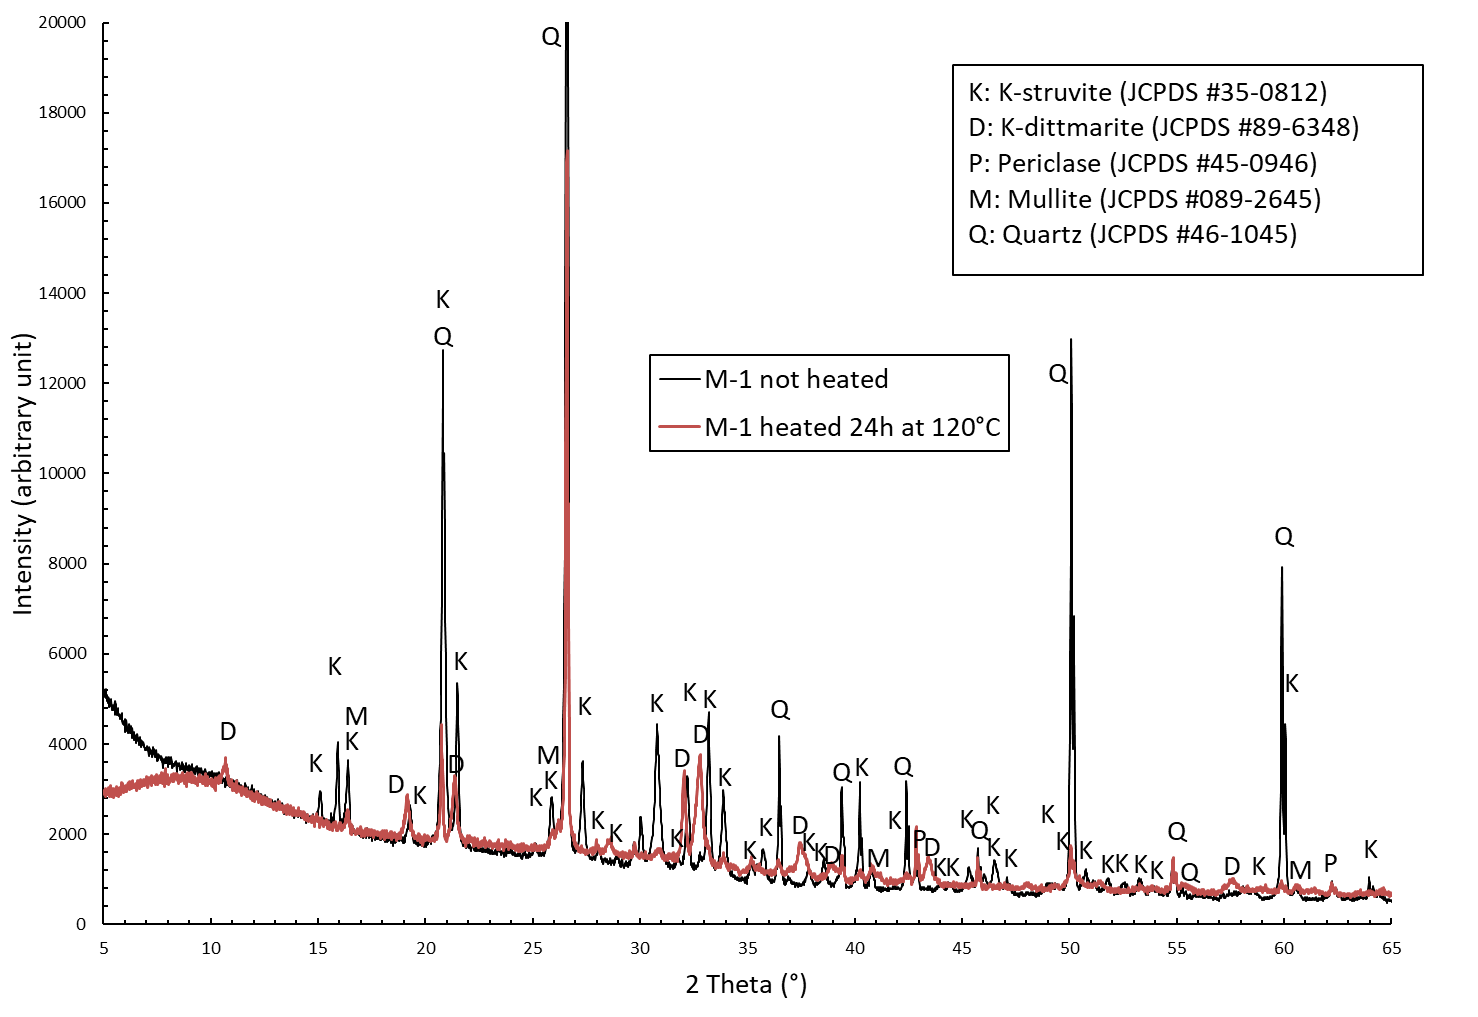 20000
18000
16000
14000
12000
10000
8000
6000
4000
2000
0
Intensity (arbitrary unit)
5 10 15 20 25 30 35 40 45 50 55 60 65
2 Theta (°)
K: K-struvite (JCPDS #35-0812)
D: K-dittmarite (JCPDS #89-6348)
P: Periclase (JCPDS #45-0946)
M: Mullite (JCPDS #089-2645)
Q: Quartz (JCPDS #46-1045)
M-1 not heated
M-1 heated 24h at 120°C
D
K
K
M
K
D
K
K
Q
K
D
K
M
K
Q
K
K
K
K
K
D
K
D
K
K
K
K
Q
D
K
K
D
Q
K
M
K
Q
P
D
K
K
K
Q
K
K
K
K
K
Q
K
K
K
K
K
Q
Q
D
K
Q
K
M
P
K